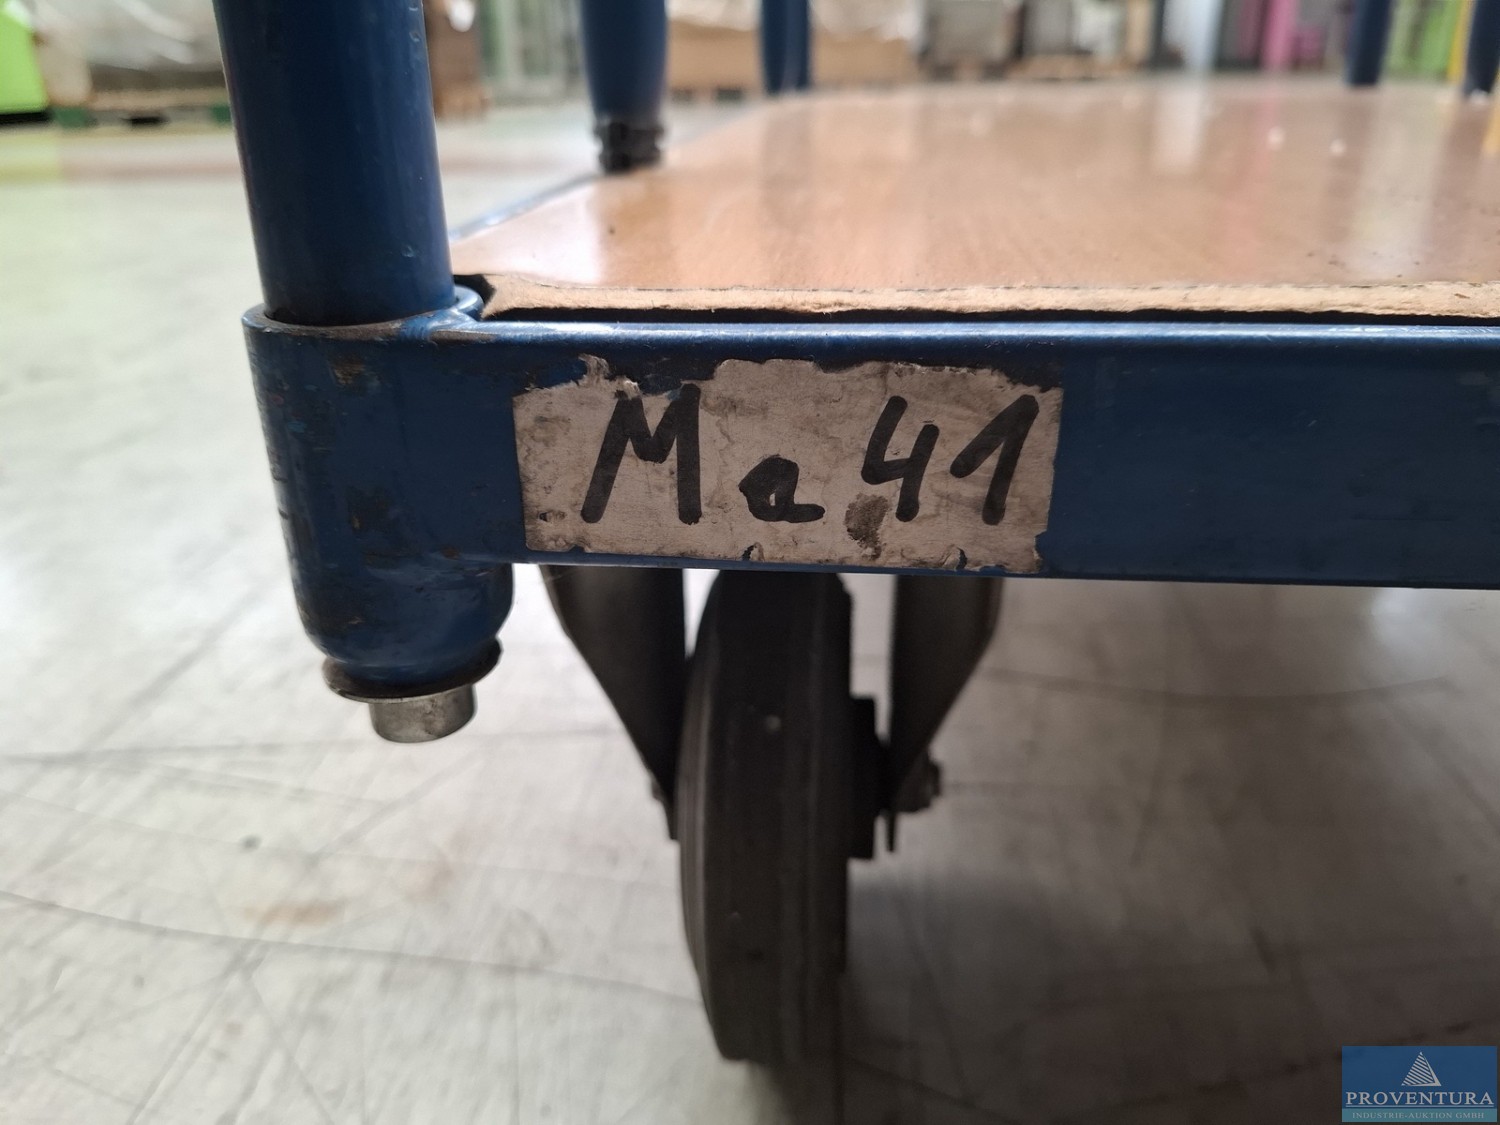 Ma 41
PROVENTURA
INDUSTRIE-AUKTION GMBH